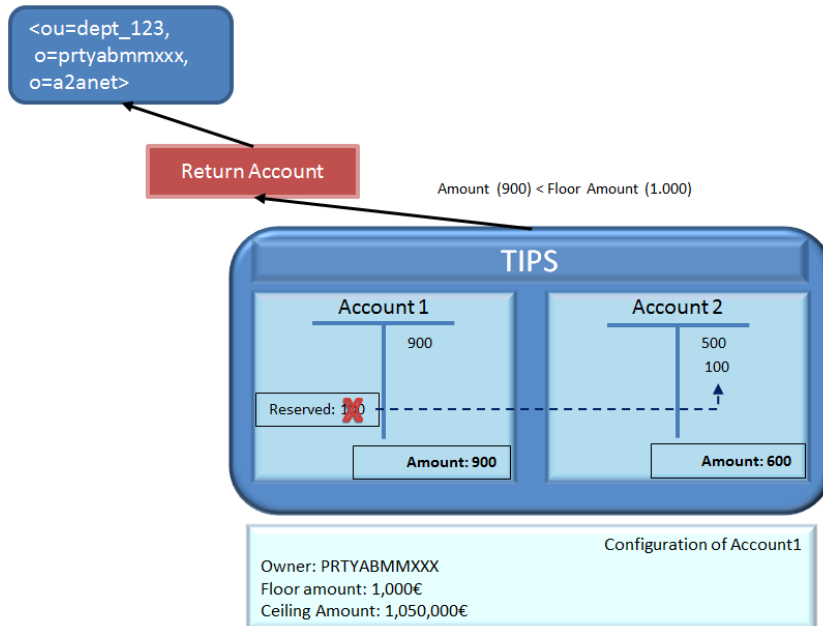 <ou=dept_123,
o=prtyabmmxxx,
o=a2anet>
Return Account
Amount (900) < Floor Amount (1.000)
TIPS
Account 1
900
Reserved:
Amount: 900
Account 2
500
100
Amount: 600
Configuration of Account1
Owner: PRTYABMMXXX
Floor amount: 1,000€
Ceiling Amount: 1,050,000€